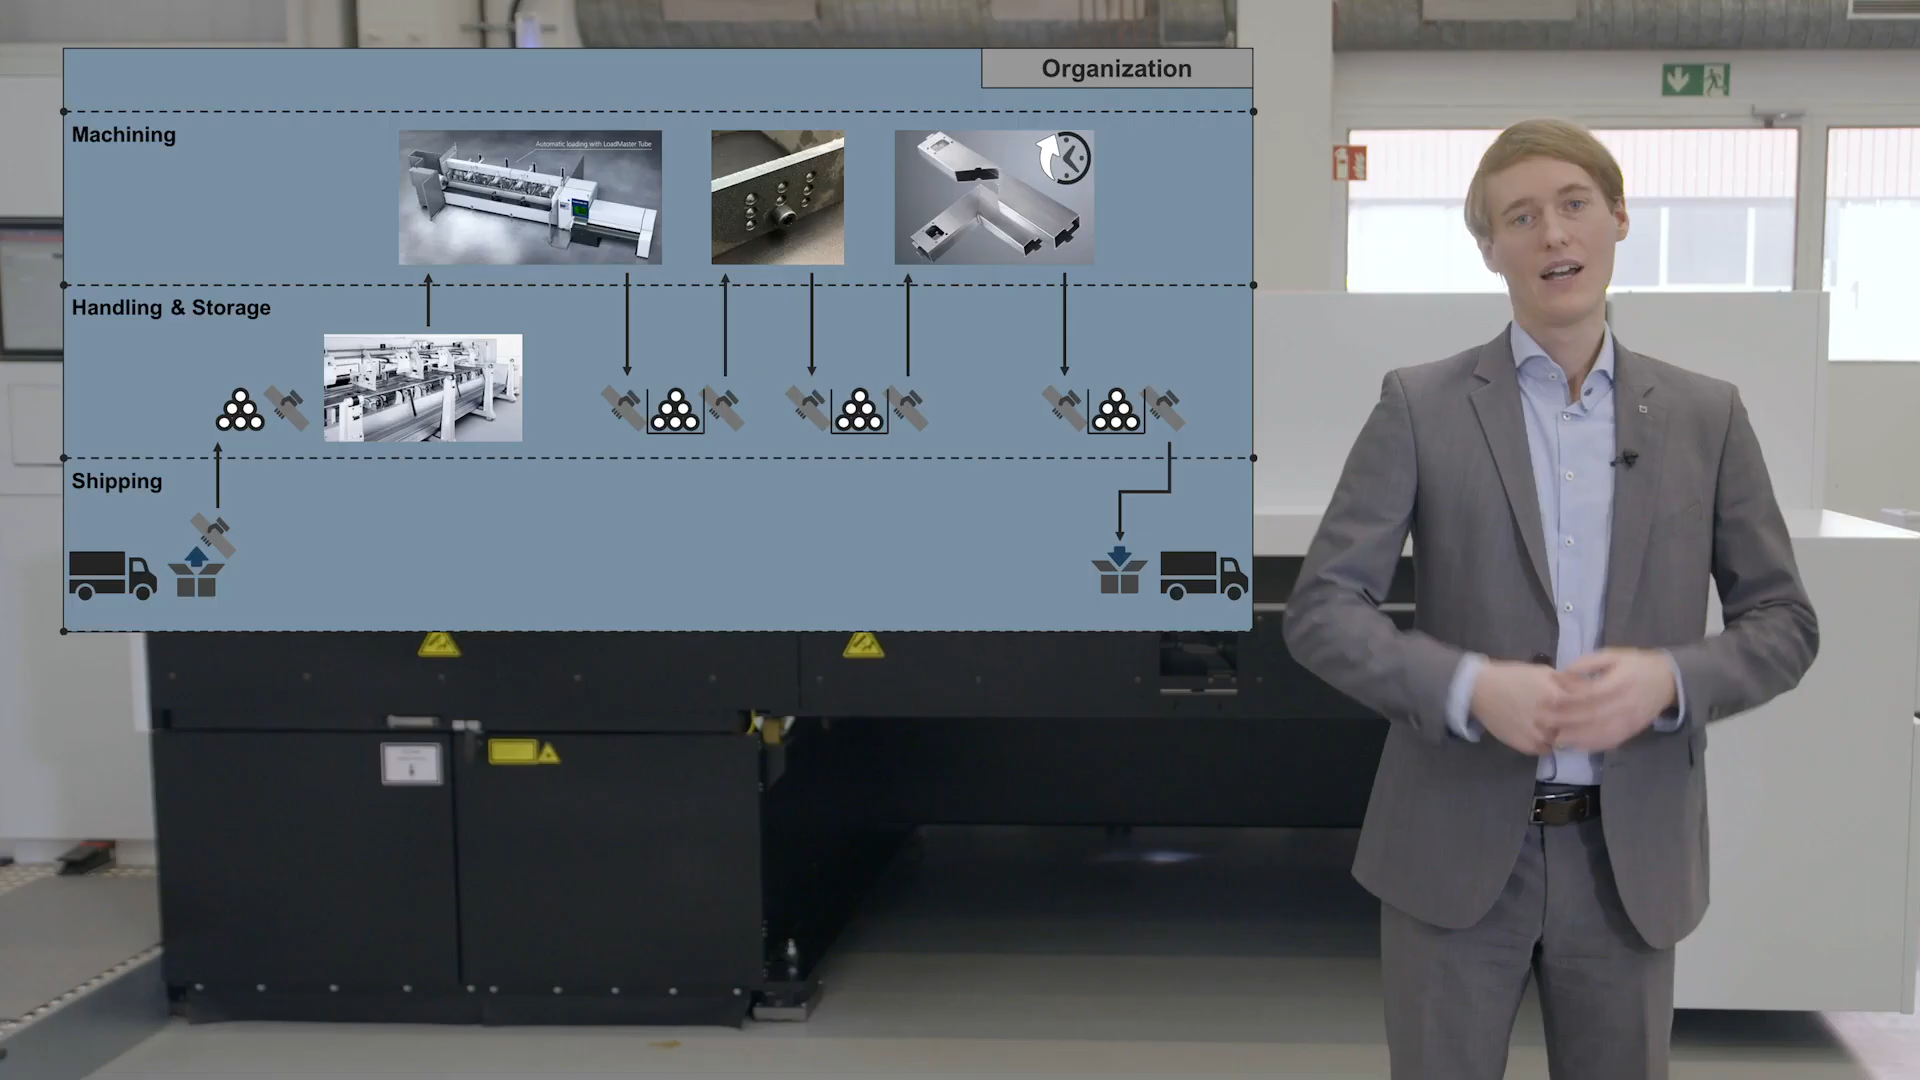 Organization
Machining
Automatic loading with LoadMaster Tube
Handling & Storage
Shipping